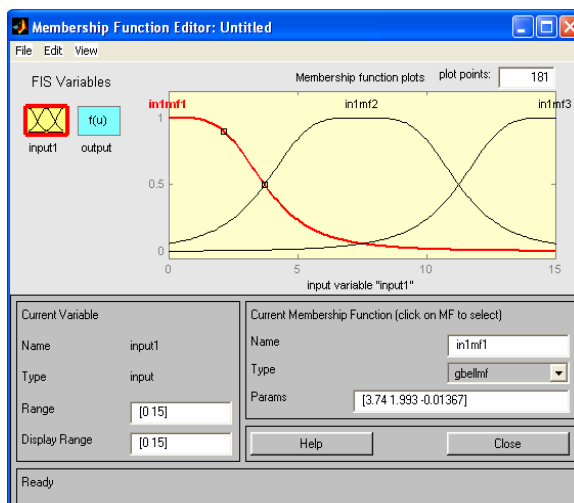 Membership Function Editor: Untitled
File Edit View
FIS Variables
Membership function plots plot points: 181
in1mf1 in1mf2 in1mf3
f(u)
input1 output
1
0.5
0
0 5 10 15
input variable "input1"
Current Variable
Name input1
Type input
Range [0 15]
Display Range [0 15]
Current Membership Function (click on MF to select)
Name in1mf1
Type gbellmf
Params [3.74 1.993 -0.01367]
Help Close
Ready